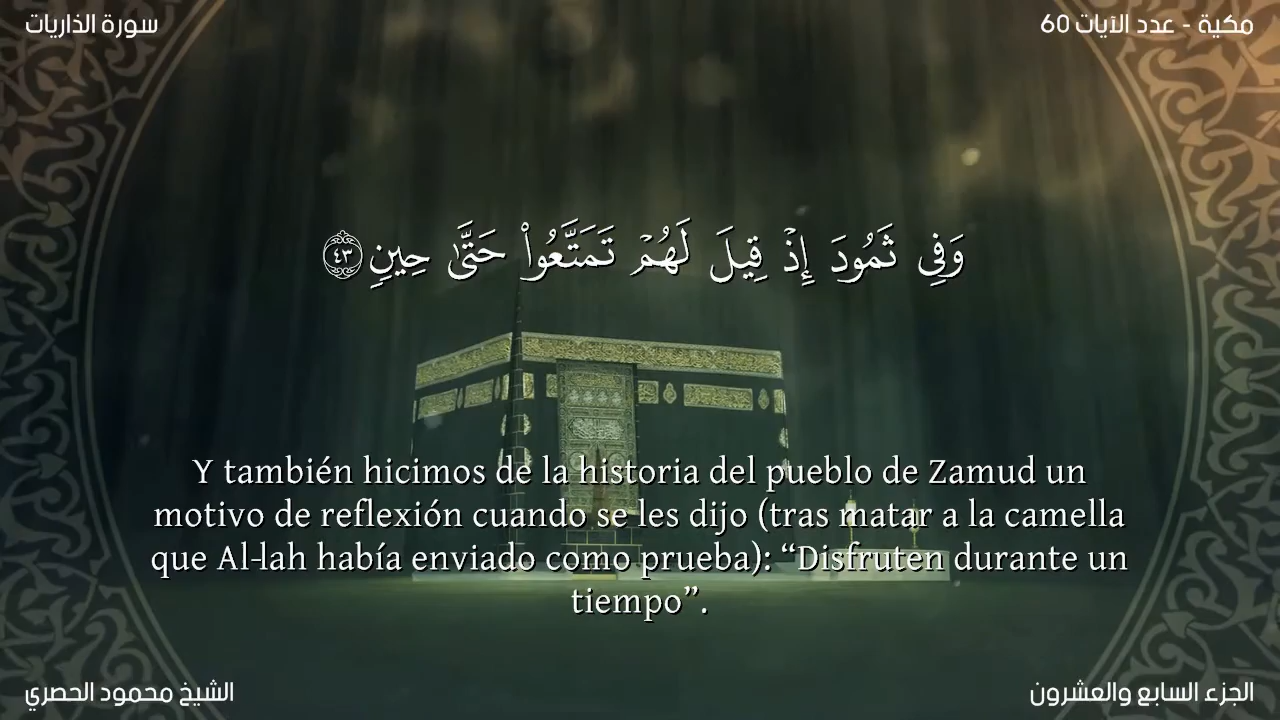 سورة الذاريات
مكية - عدد الآيات 60
وَفِى ثَمُودَ إِذْ قِيلَ لَهُمْ تَمَتَّعُوا۟ حَتَّىٰ حِينٍ ٤٣
Y también hicimos de la historia del pueblo de Zamud un
motivo de reflexión cuando se les dijo (tras matar a la camella
que Al-lah había enviado como prueba): “Disfruten durante un
tiempo”.
الشيخ محمود الحصري
الجزء السابع والعشرون